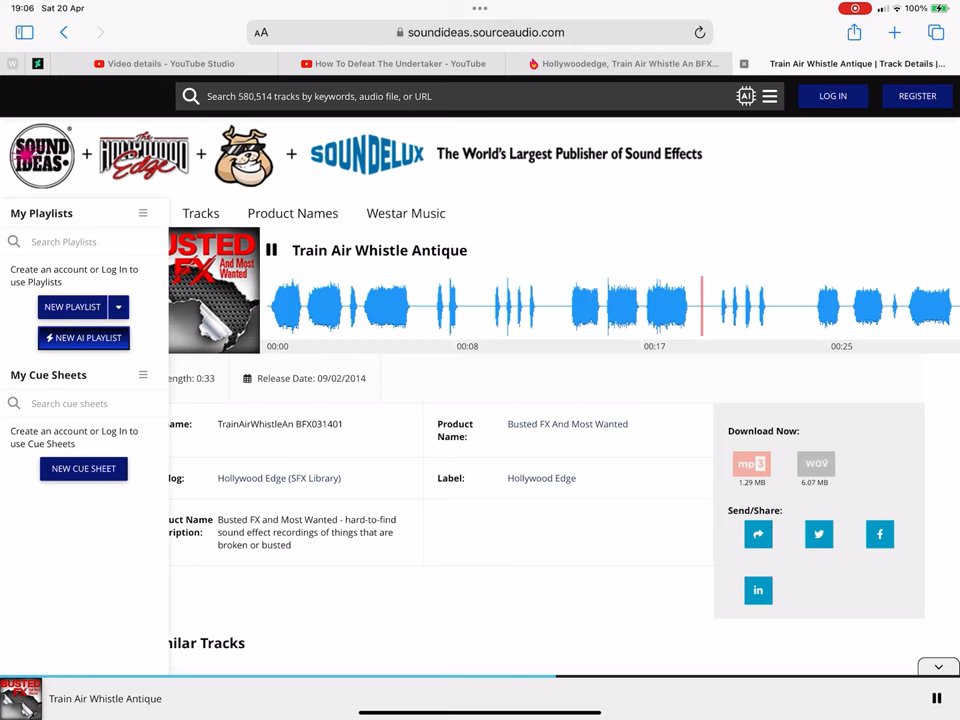 19:06 Sat 20 Apr
100%
AA
soundideas.sourceaudio.com
Video details - YouTube Studio
How To Defeat The Undertaker - YouTube
Hollywoodedge, Train Air Whistle An BFX...
Train Air Whistle Antique | Track Details |...
Search 580,514 tracks by keywords, audio file, or URL
AI
LOG IN
REGISTER
SOUND IDEAS + The Hollywood Edge + + SOUNDELUX The World's Largest Publisher of Sound Effects
My Playlists
Search Playlists
Create an account or Log In to
use Playlists
NEW PLAYLIST
NEW AI PLAYLIST
My Cue Sheets
Search cue sheets
Create an account or Log In to
use Cue Sheets
NEW CUE SHEET
Tracks
Product Names
Westar Music
BUSTED FX And Most Wanted
Train Air Whistle Antique
00:00
00:08
00:17
00:25
ngth: 0:33
Release Date: 09/02/2014
ame:
TrainAirWhistleAn BFX031401
Product
Name:
Busted FX And Most Wanted
log:
Hollywood Edge (SFX Library)
Label:
Hollywood Edge
uct Name
ription:
Busted FX and Most Wanted - hard-to-find
sound effect recordings of things that are
broken or busted
Download Now:
mp3
wav
1.29 MB
6.07 MB
Send/Share:
f
in
ilar Tracks
BUSTED FX
Train Air Whistle Antique